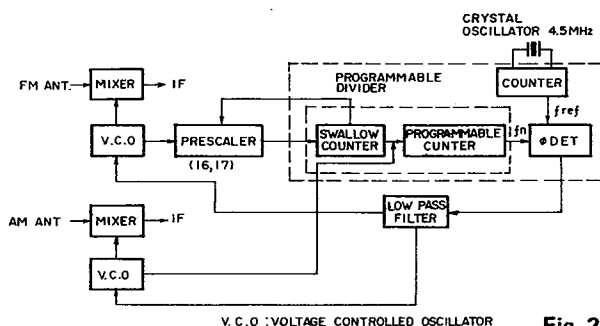 CRYSTAL
OSCILLATOR 4.5MHz
PROGRAMMABLE
DIVIDER
COUNTER
FM ANT.
MIXER
IF
fref
V.C.O
PRESCALER
(16,17)
SWALLOW
COUNTER
PROGRAMMABLE
CUNTER
fn
φ DET
LOW PASS
FILTER
AM ANT
MIXER
IF
V.C.O
V.C.O : VOLTAGE CONTROLLED OSCILLATOR
Fig. 2